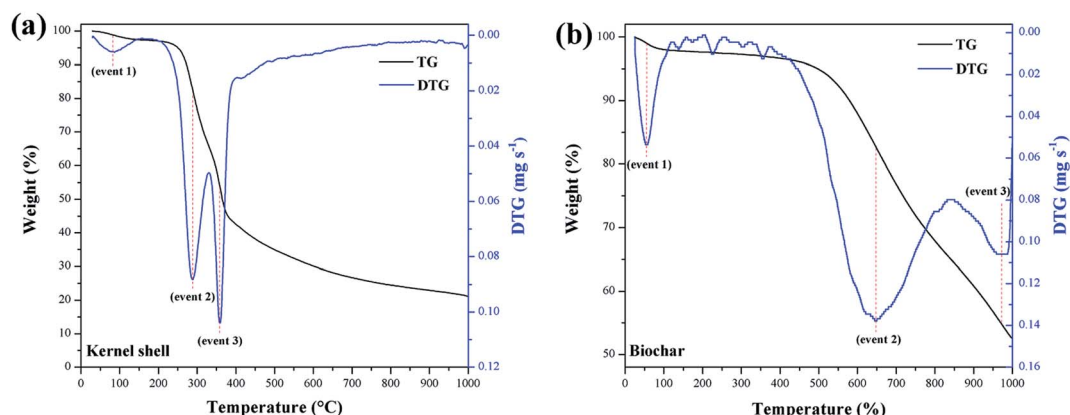 (a)
100
90
80
70
60
50
40
30
20
10
0
Weight (%)
0 100 200 300 400 500 600 700 800 900 1000
Temperature (°C)
0.00
0.02
0.04
0.06
0.08
0.10
0.12
DTG (mg s⁻¹)
TG
DTG
(event 1)
(event 2)
(event 3)
Kernel shell
(b)
100
90
80
70
60
50
Weight (%)
0 100 200 300 400 500 600 700 800 900 1000
Temperature (%)
0.00
0.02
0.04
0.06
0.08
0.10
0.12
0.14
0.16
DTG (mg s⁻¹)
TG
DTG
(event 1)
(event 2)
(event 3)
Biochar